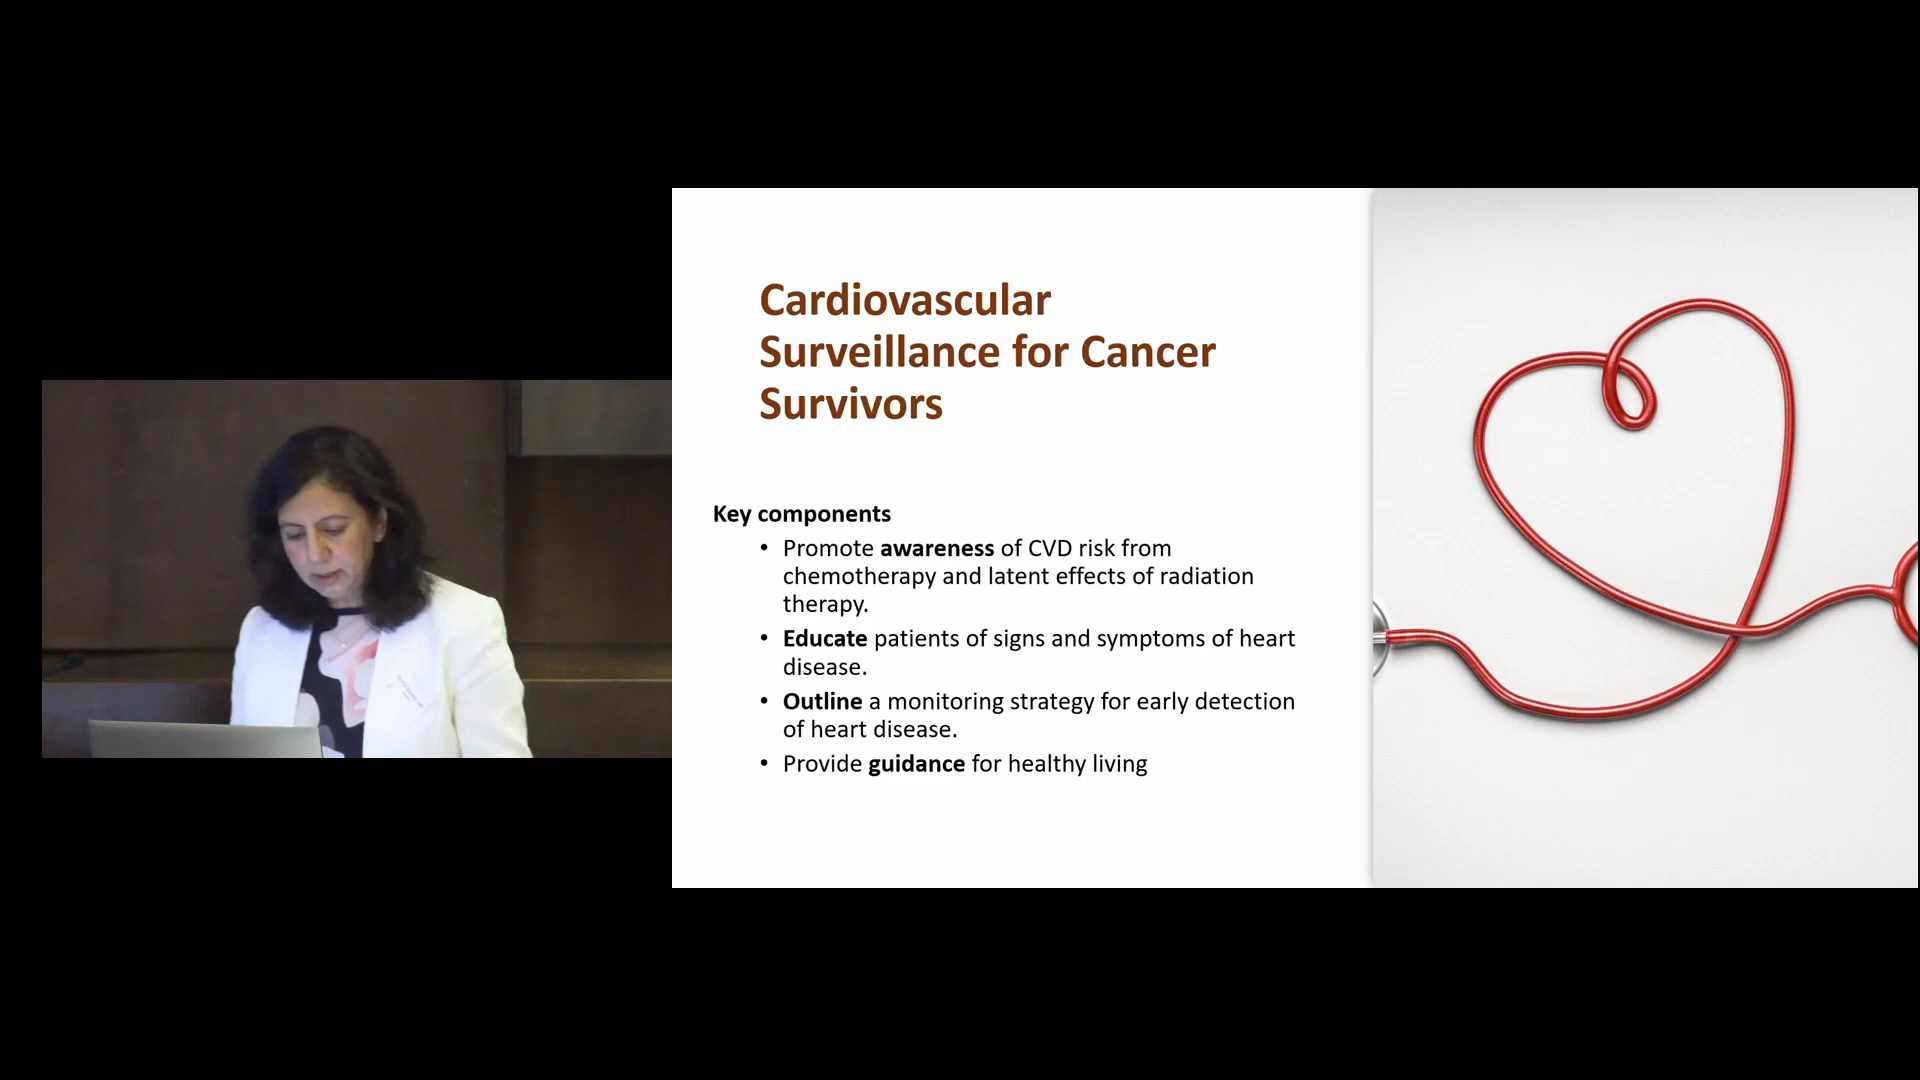 Cardiovascular
Surveillance for Cancer
Survivors
Key components
• Promote awareness of CVD risk from
chemotherapy and latent effects of radiation
therapy.
• Educate patients of signs and symptoms of heart
disease.
• Outline a monitoring strategy for early detection
of heart disease.
• Provide guidance for healthy living